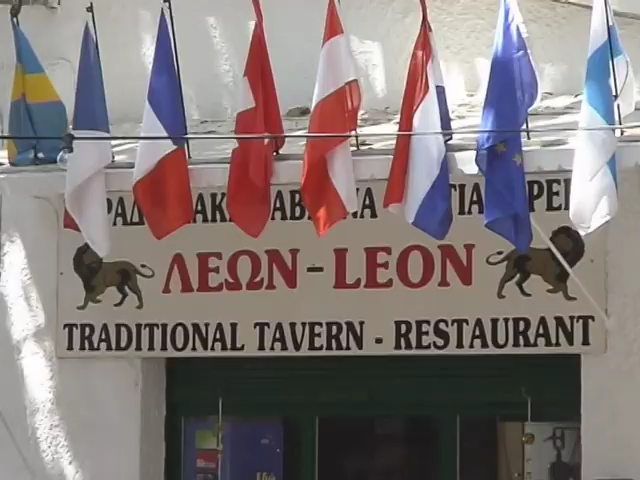 ΛΕΩΝ - LEON
TRADITIONAL TAVERN - RESTAURANT